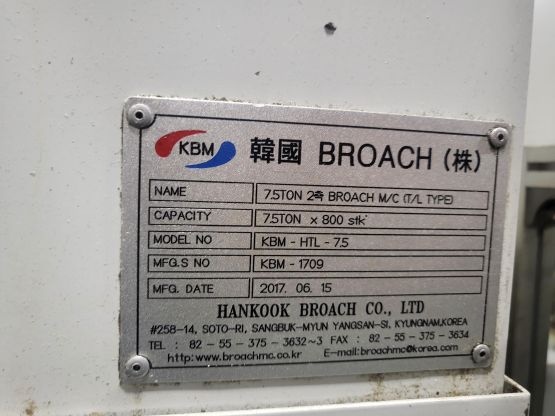 KBM 韓國 BROACH (株)
NAME 7.5TON 2축 BROACH M/C (T/L TYPE)
CAPACITY 7.5TON x 800 stk'
MODEL NO KBM - HTL - 7.5
MFG.S NO KBM - 1709
MFG. DATE 2017. 06. 15
HANKOOK BROACH CO., LTD
#258-14, SOTO-RI, SANGBUK-MYUN YANGSAN-SI, KYUNGNAM,KOREA
TEL : 82 - 55 - 375 - 3632~3 FAX : 82 - 55 - 375 - 3634
http:www.broachmc.co.kr E-mail:broachmc@korea.com